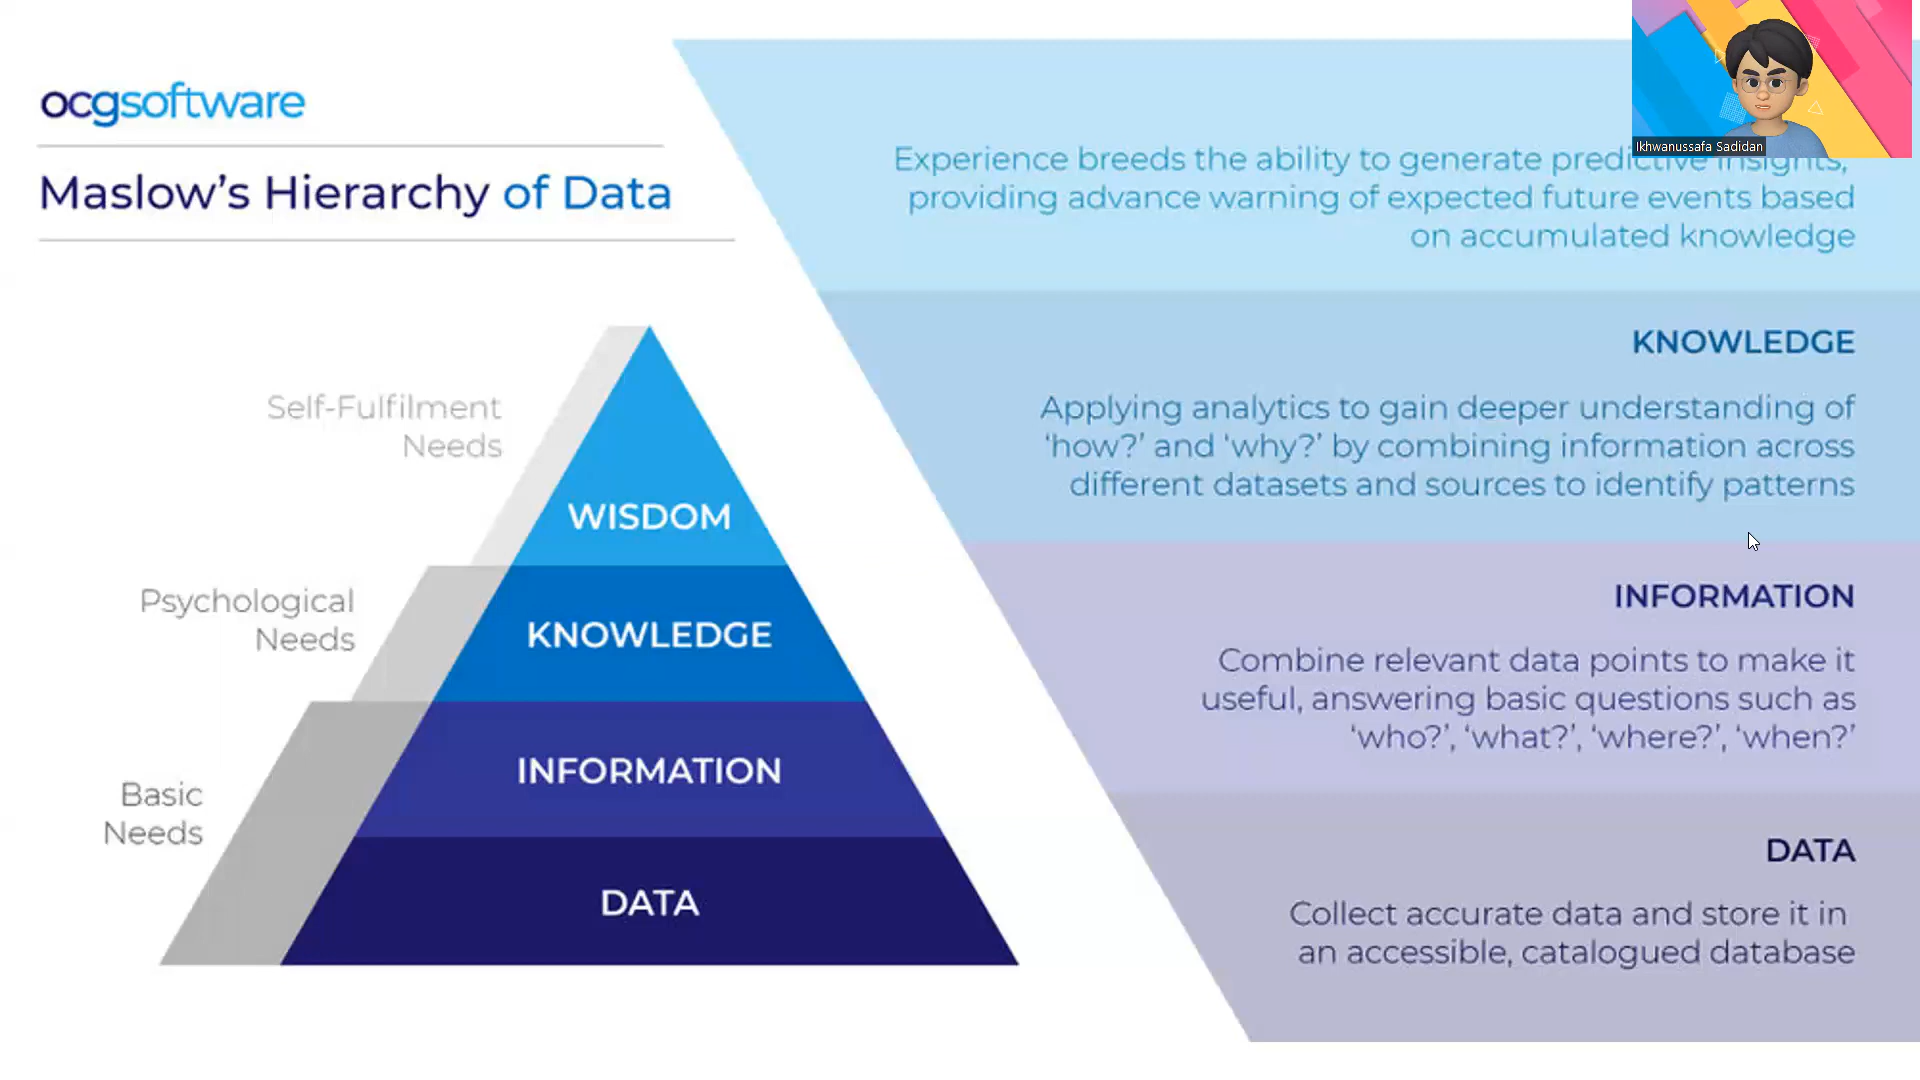 ocgsoftware
Maslow's Hierarchy of Data
Self-Fulfilment
Needs
Psychological
Needs
Basic
Needs
WISDOM
KNOWLEDGE
INFORMATION
DATA
Ikhwanussafa Sadidan
Experience breeds the ability to generate predictive insights,
providing advance warning of expected future events based
on accumulated knowledge
KNOWLEDGE
Applying analytics to gain deeper understanding of
‘how?’ and ‘why?’ by combining information across
different datasets and sources to identify patterns
INFORMATION
Combine relevant data points to make it
useful, answering basic questions such as
‘who?’, ‘what?’, ‘where?’, ‘when?’
DATA
Collect accurate data and store it in
an accessible, catalogued database